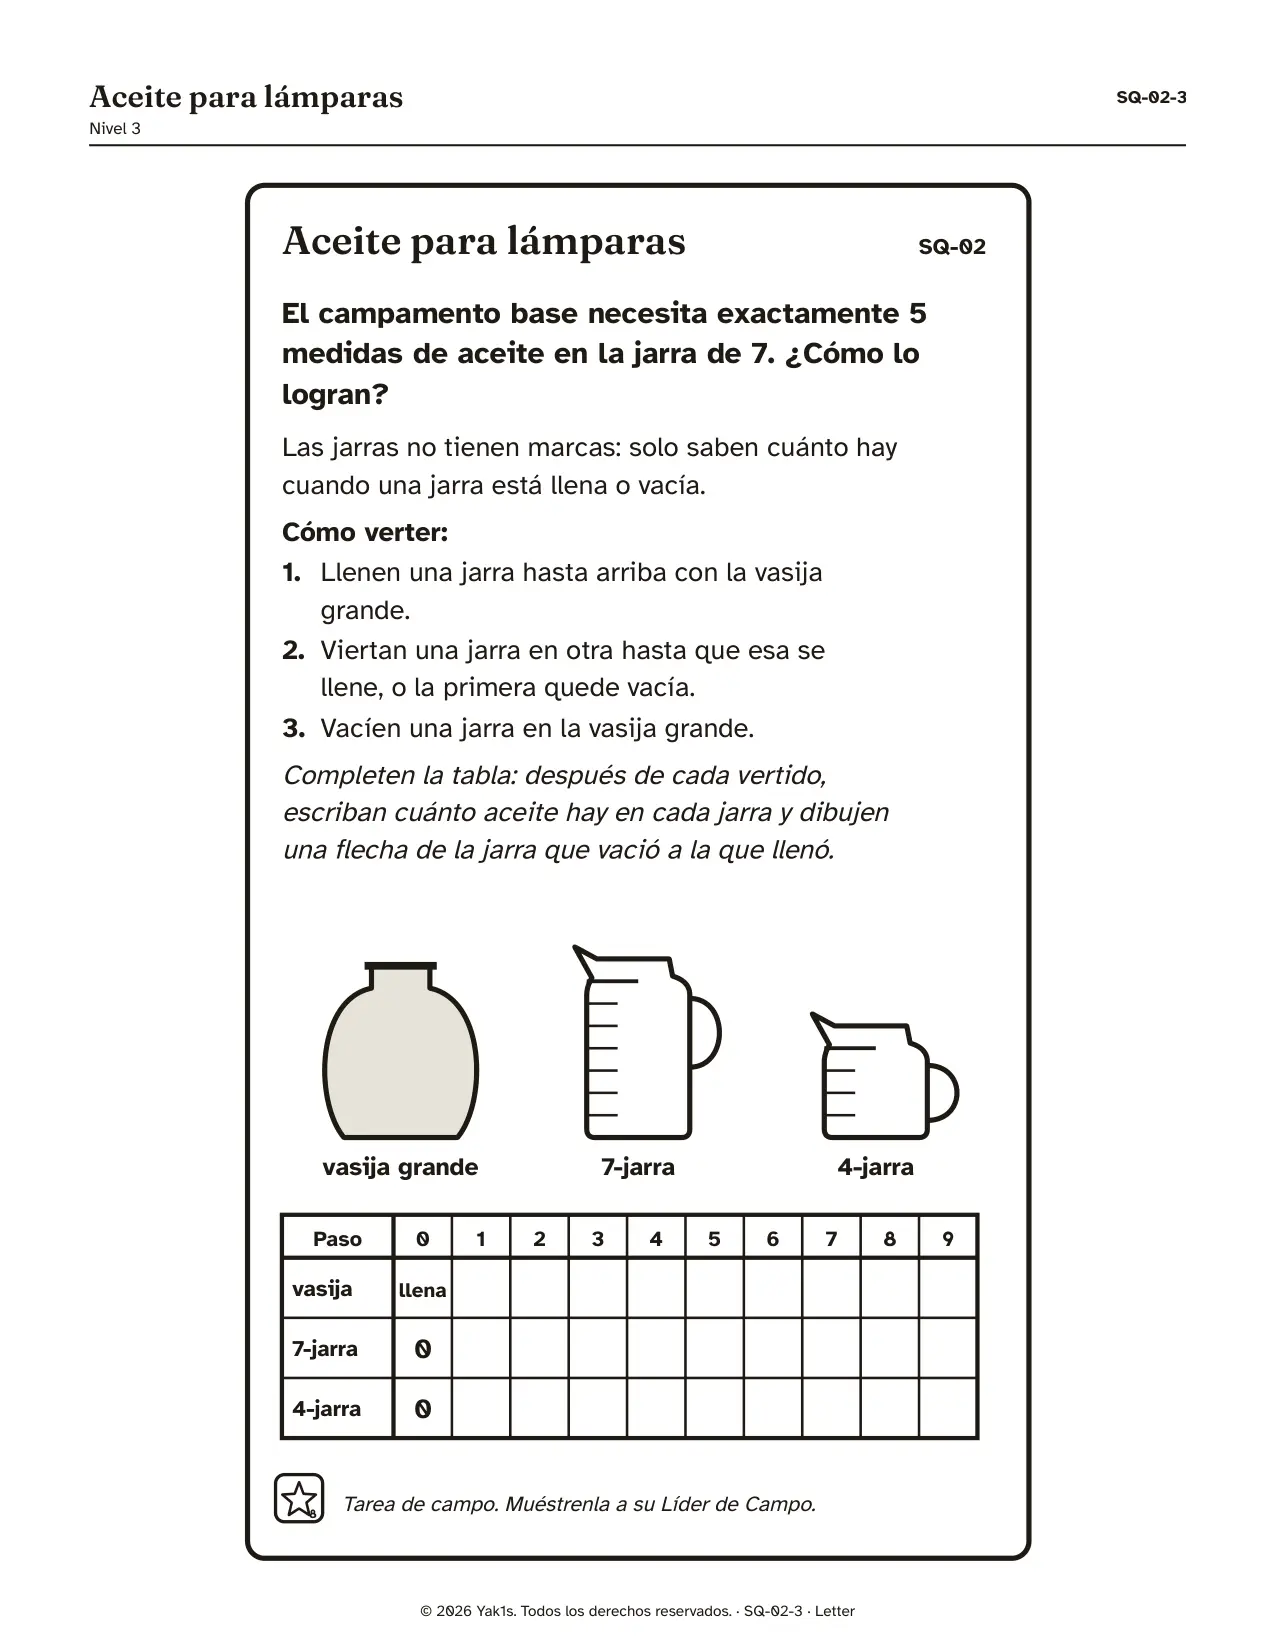 Aceite para lámparas
SQ-02-3
Nivel 3
Aceite para lámparas
SQ-02
El campamento base necesita exactamente 5
medidas de aceite en la jarra de 7. ¿Cómo lo
logran?
Las jarras no tienen marcas: solo saben cuánto hay
cuando una jarra está llena o vacía.
Cómo verter:
1. Llenen una jarra hasta arriba con la vasija
grande.
2. Viertan una jarra en otra hasta que esa se
llene, o la primera quede vacía.
3. Vacíen una jarra en la vasija grande.
Completen la tabla: después de cada vertido,
escriban cuánto aceite hay en cada jarra y dibujen
una flecha de la jarra que vació a la que llenó.
vasija grande
7-jarra
4-jarra
Paso 0 1 2 3 4 5 6 7 8 9
vasija llena
7-jarra 0
4-jarra 0
8
Tarea de campo. Muéstrenla a su Líder de Campo.
© 2026 Yak1s. Todos los derechos reservados. · SQ-02-3 · Letter